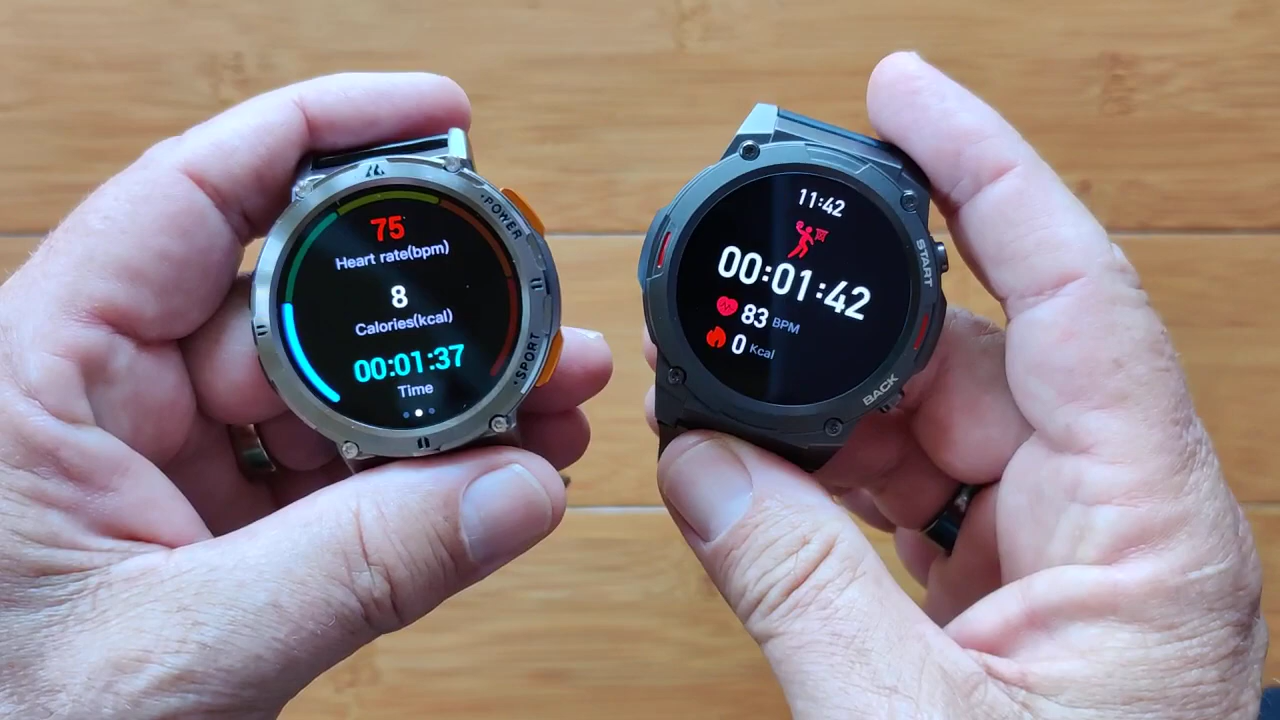 75
Heart rate(bpm)
8
Calories(kcal)
00:01:37
Time
•POWER
•SPORT
11:42
00:01:42
83 BPM
0 Kcal
START
BACK